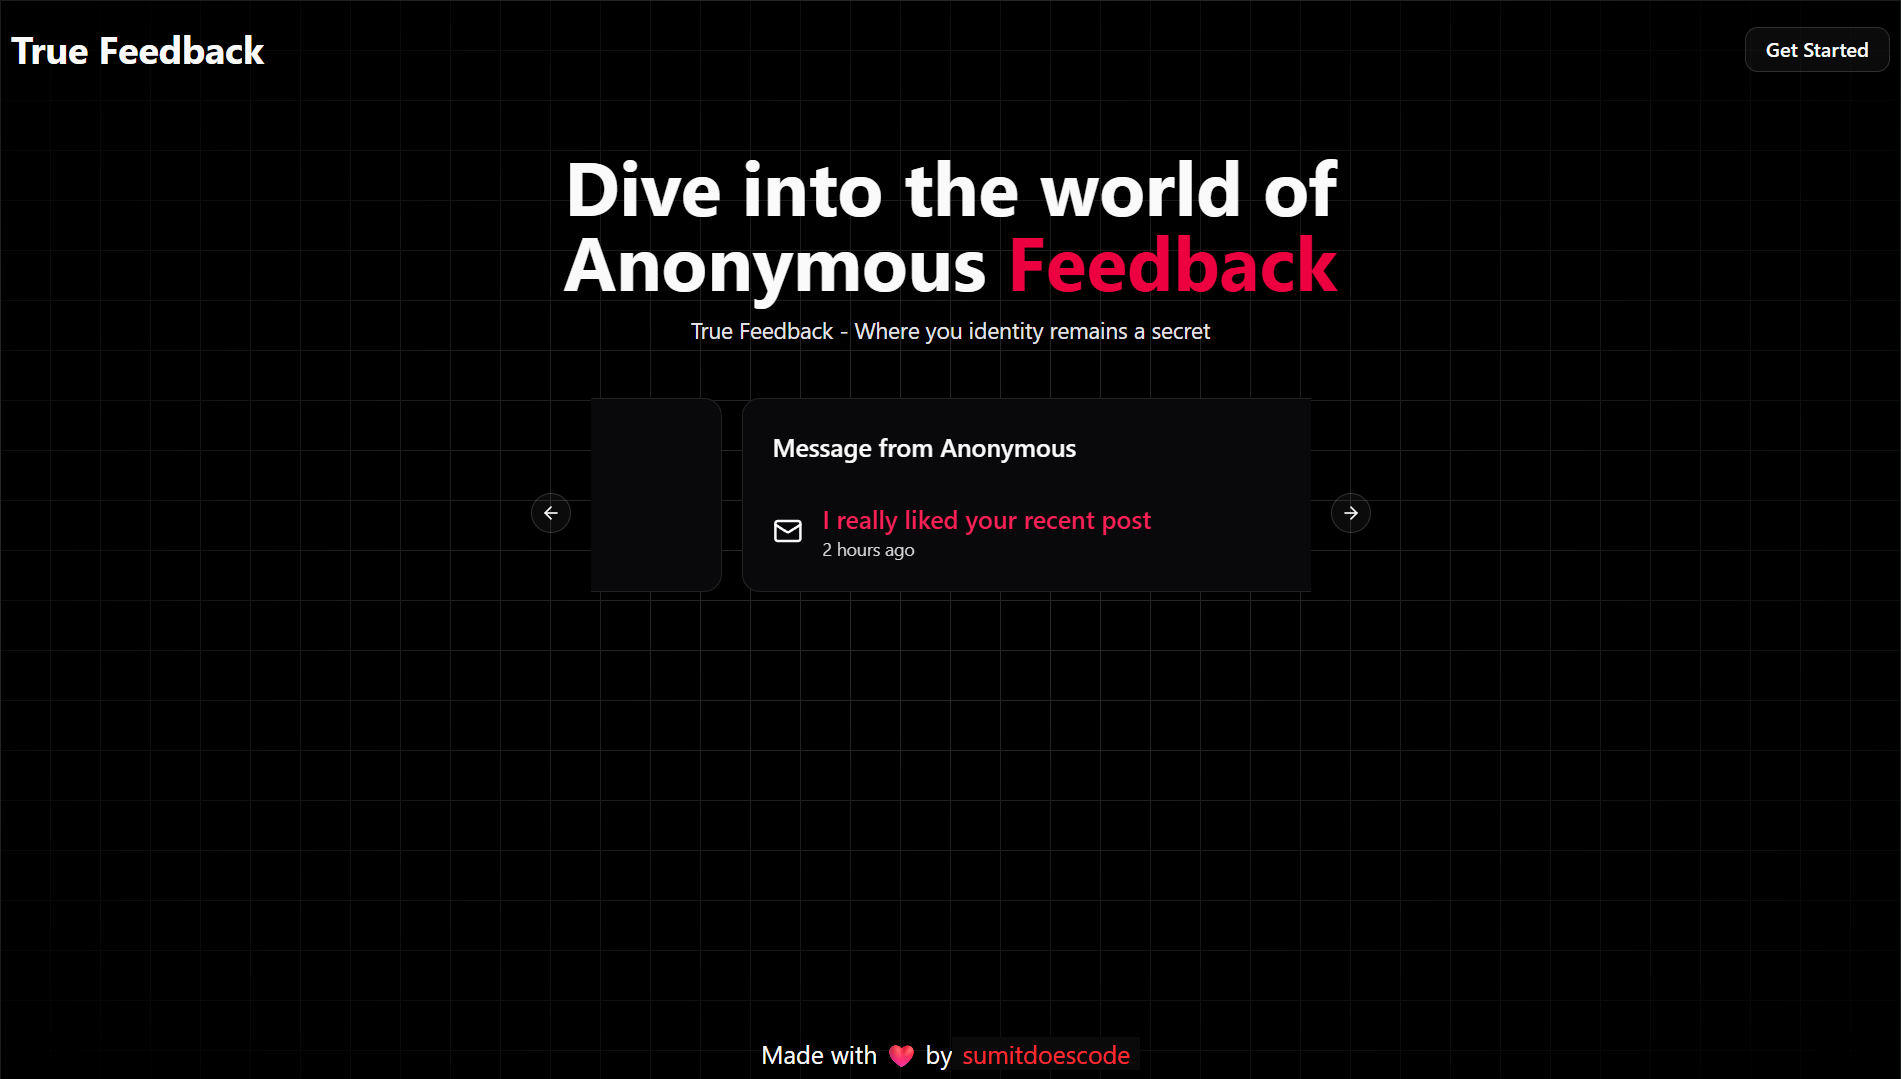 True Feedback
Get Started
Dive into the world of
Anonymous Feedback
True Feedback - Where you identity remains a secret
Message from Anonymous
I really liked your recent post
2 hours ago
Made with ❤️ by sumitdoescode